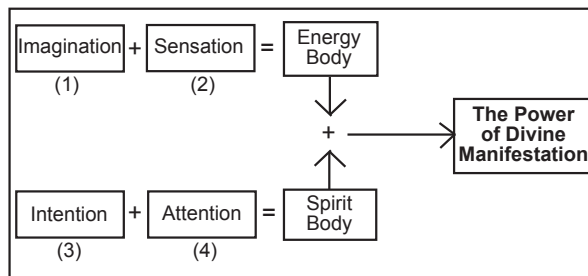 Imagination + Sensation = Energy Body
(1) (2)
+
The Power of Divine Manifestation
Intention + Attention = Spirit Body
(3) (4)